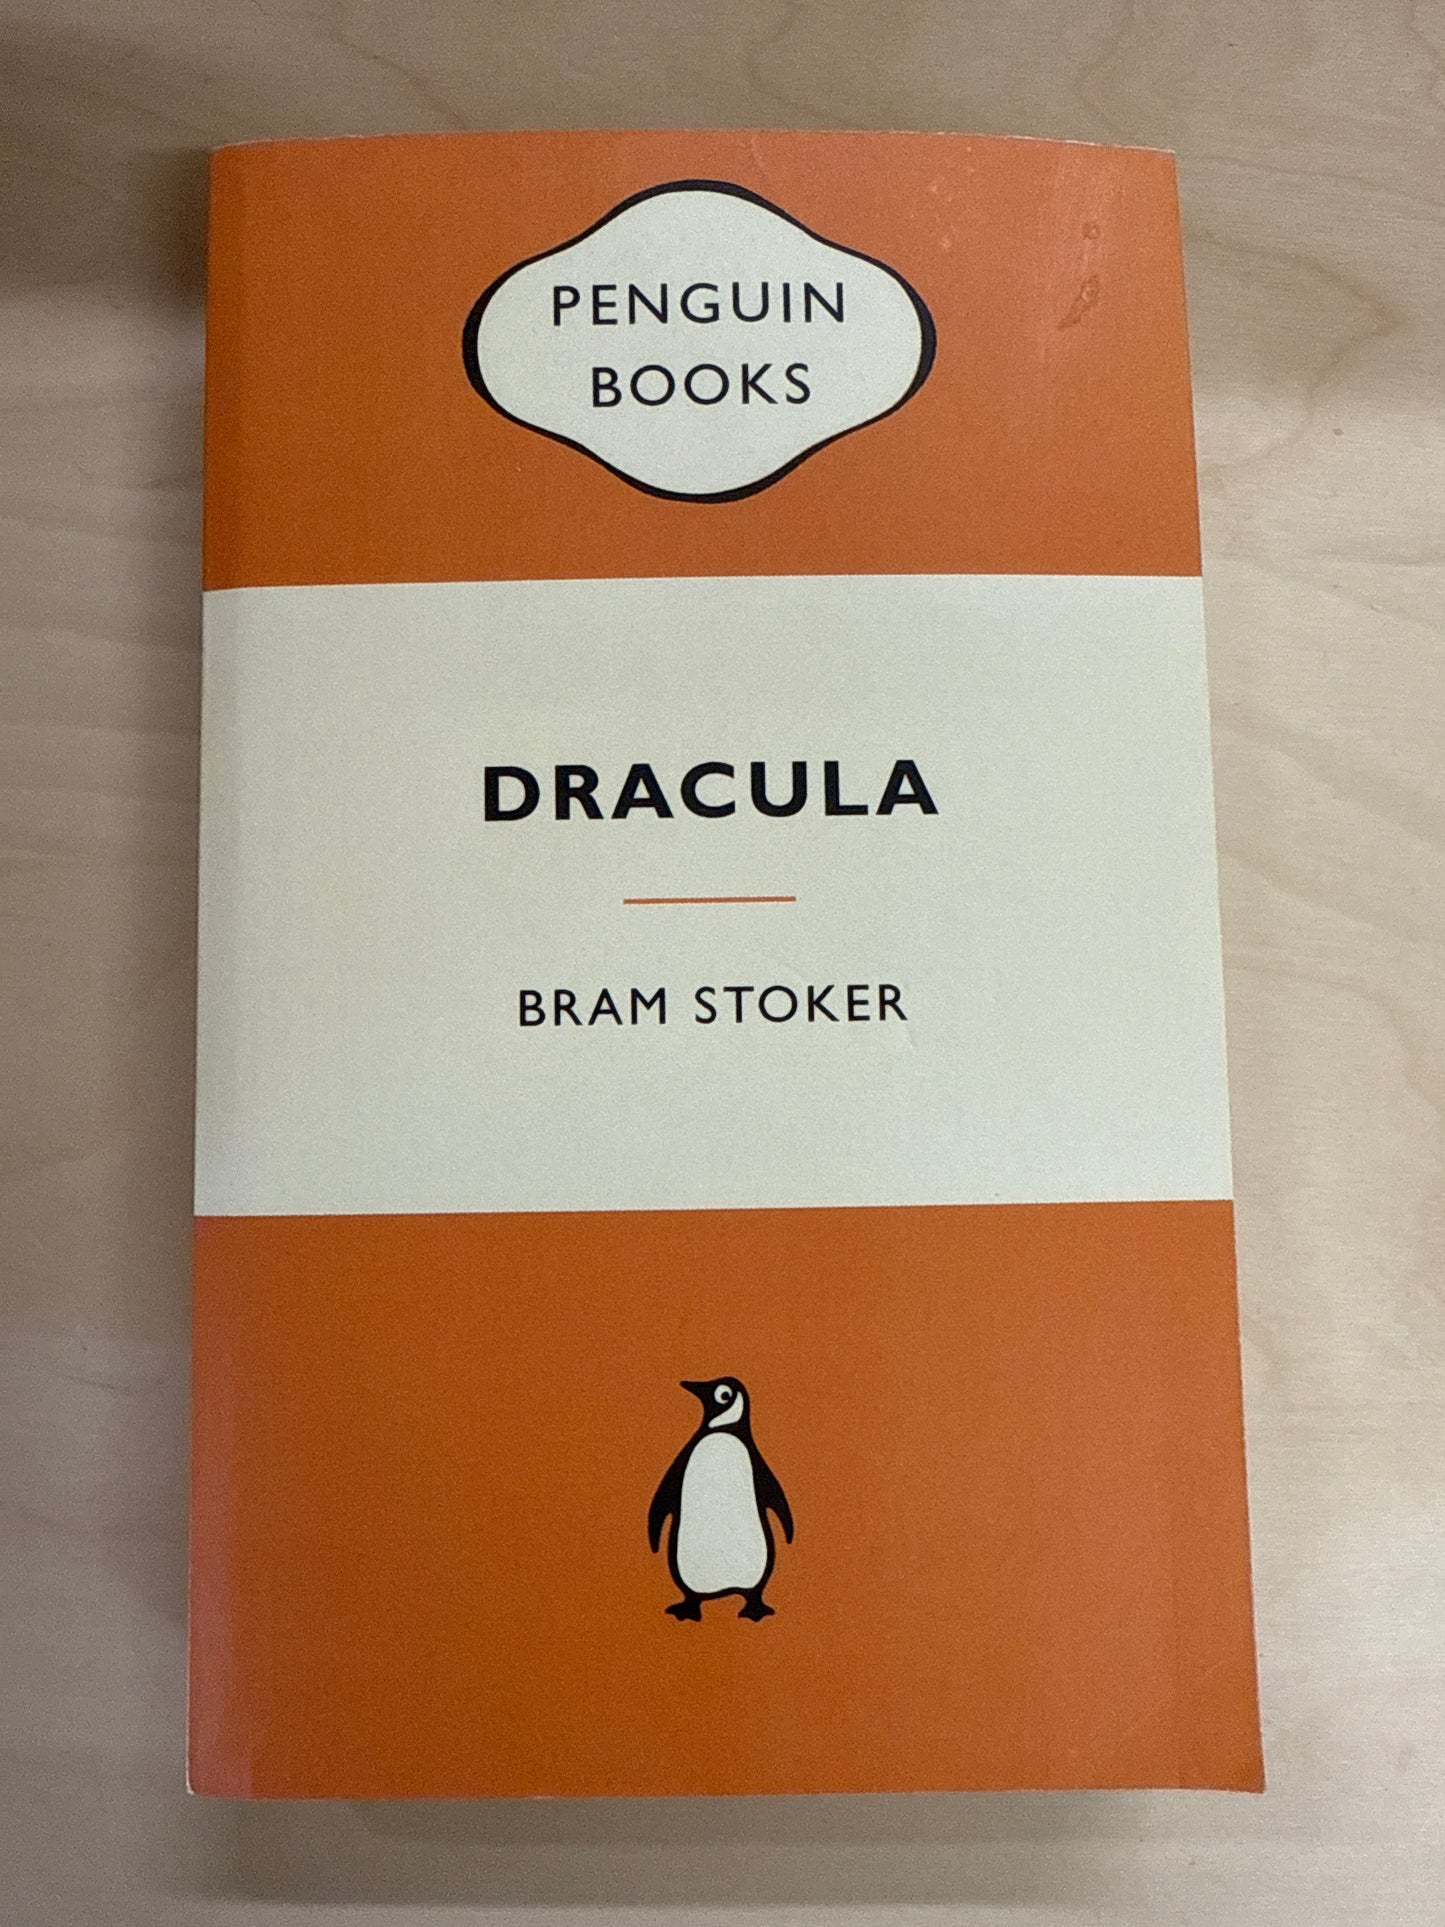 PENGUIN
BOOKS
DRACULA
BRAM STOKER